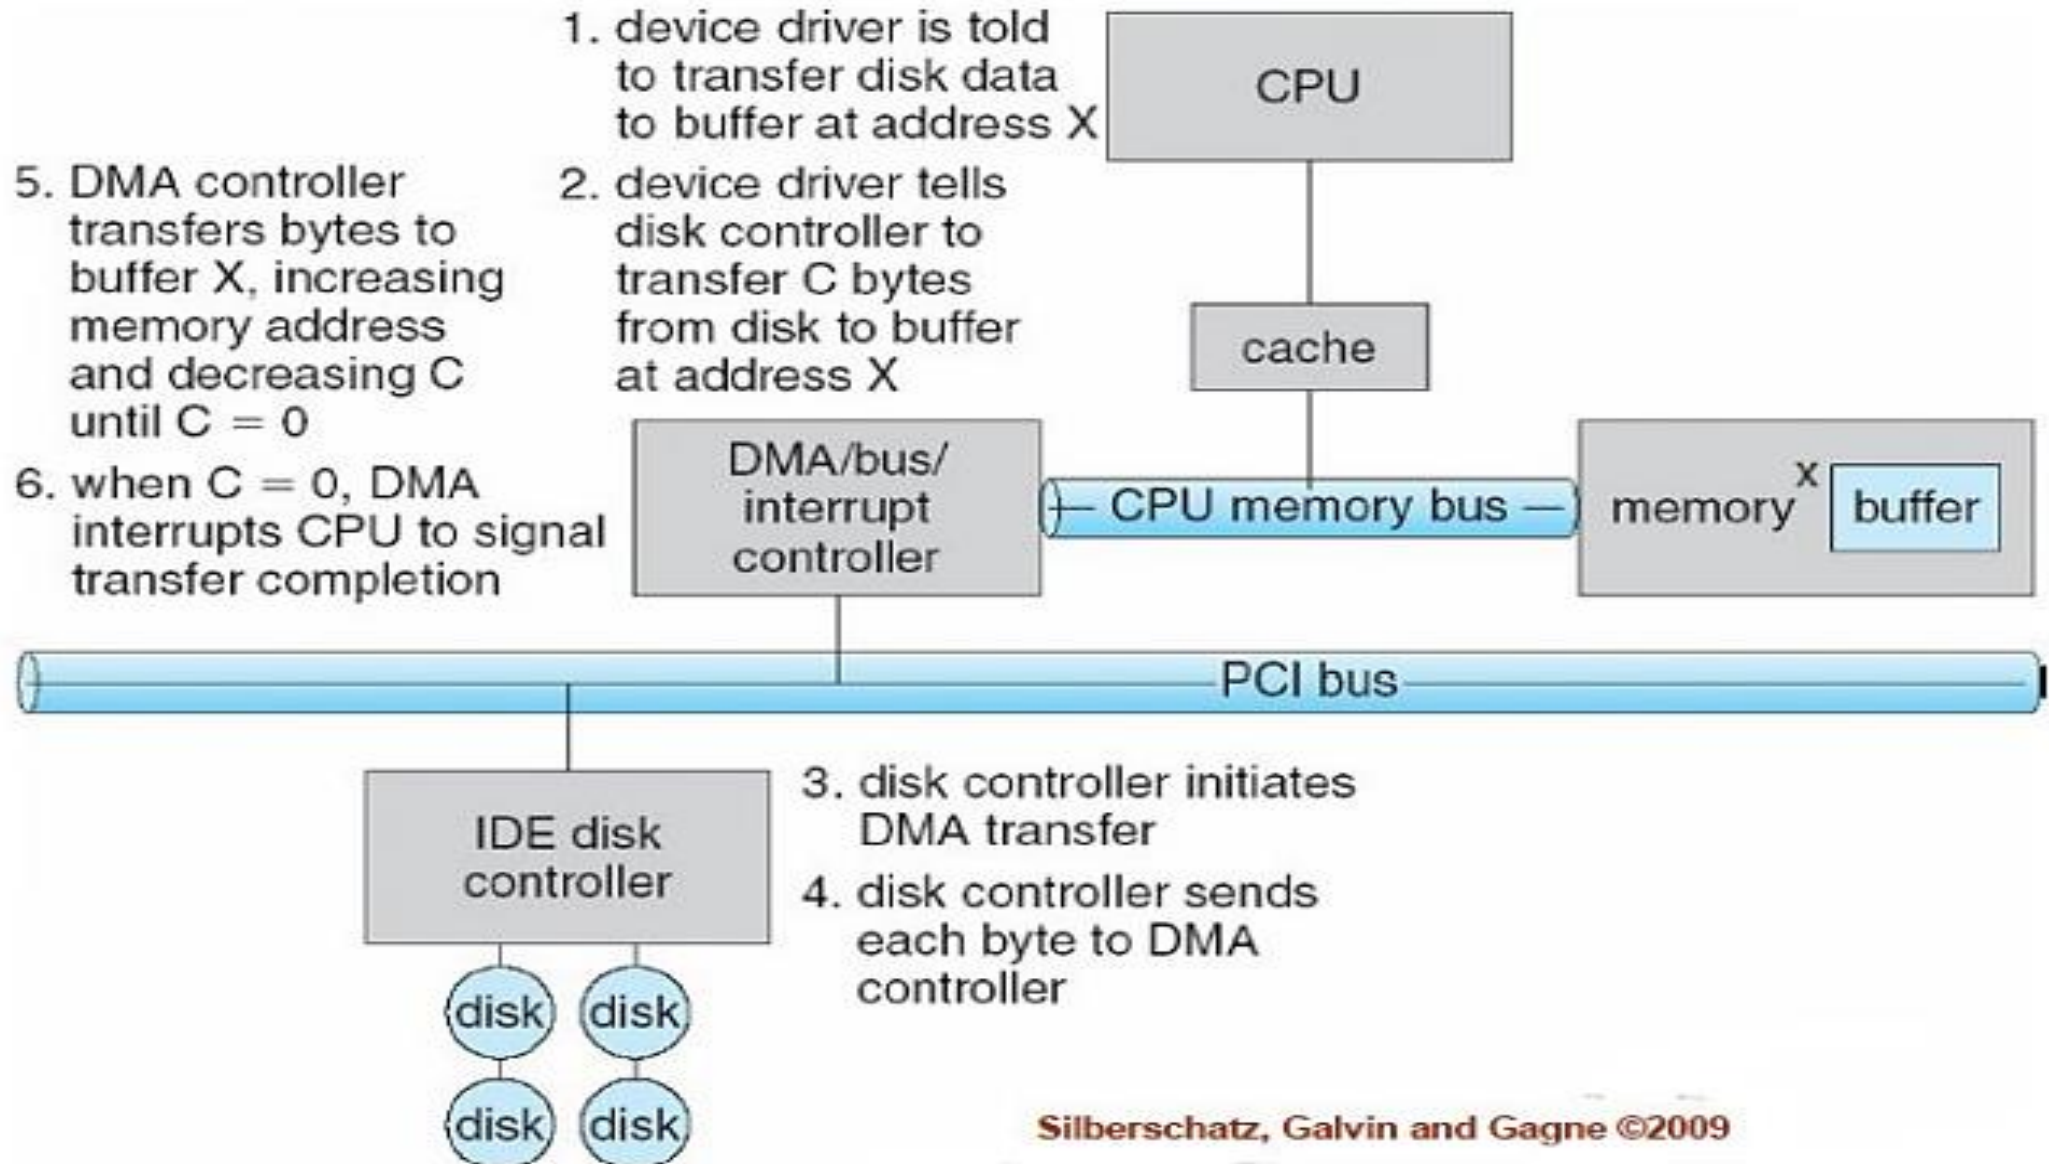 1. device driver is told
to transfer disk data
to buffer at address X
CPU
5. DMA controller
transfers bytes to
buffer X, increasing
memory address
and decreasing C
until C = 0
2. device driver tells
disk controller to
transfer C bytes
from disk to buffer
at address X
cache
6. when C = 0, DMA
interrupts CPU to signal
transfer completion
DMA/bus/
interrupt
controller
CPU memory bus
memory
X
buffer
PCI bus
IDE disk
controller
3. disk controller initiates
DMA transfer
4. disk controller sends
each byte to DMA
controller
disk
disk
disk
disk
Silberschatz, Galvin and Gagne ©2009